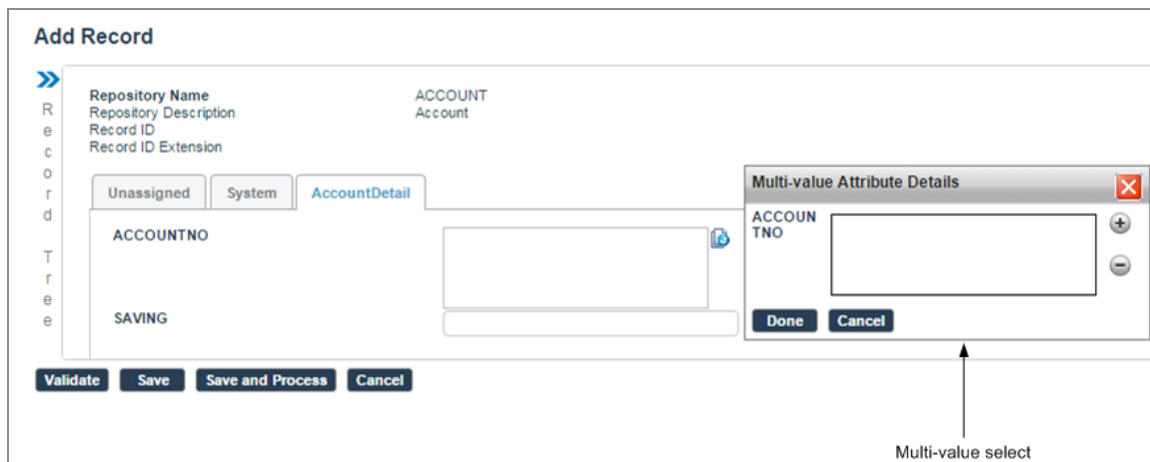 Add Record
Record Tree
Repository Name ACCOUNT
Repository Description Account
Record ID
Record ID Extension
Unassigned System AccountDetail
ACCOUNTNO
SAVING
Multi-value Attribute Details
ACCOUN
TNO
Done Cancel
Validate Save Save and Process Cancel
Multi-value select